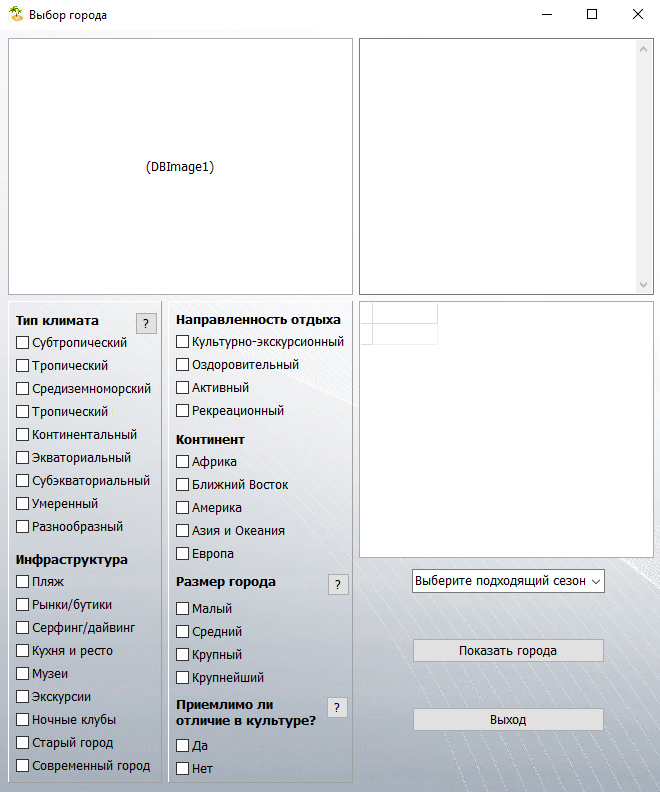 Выбор города
(DBImage1)
Тип климата
?
Субтропический
Тропический
Средиземноморский
Тропический
Континентальный
Экваториальный
Субэкваториальный
Умеренный
Разнообразный
Инфраструктура
Пляж
Рынки/бутики
Серфинг/дайвинг
Кухня и ресто
Музеи
Экскурсии
Ночные клубы
Старый город
Современный город
Направленность отдыха
Культурно-экскурсионный
Оздоровительный
Активный
Рекреационный
Континент
Африка
Ближний Восток
Америка
Азия и Океания
Европа
Размер города
?
Малый
Средний
Крупный
Крупнейший
Приемлимо ли
отличие в культуре?
?
Да
Нет
Выберите подходящий сезон
Показать города
Выход